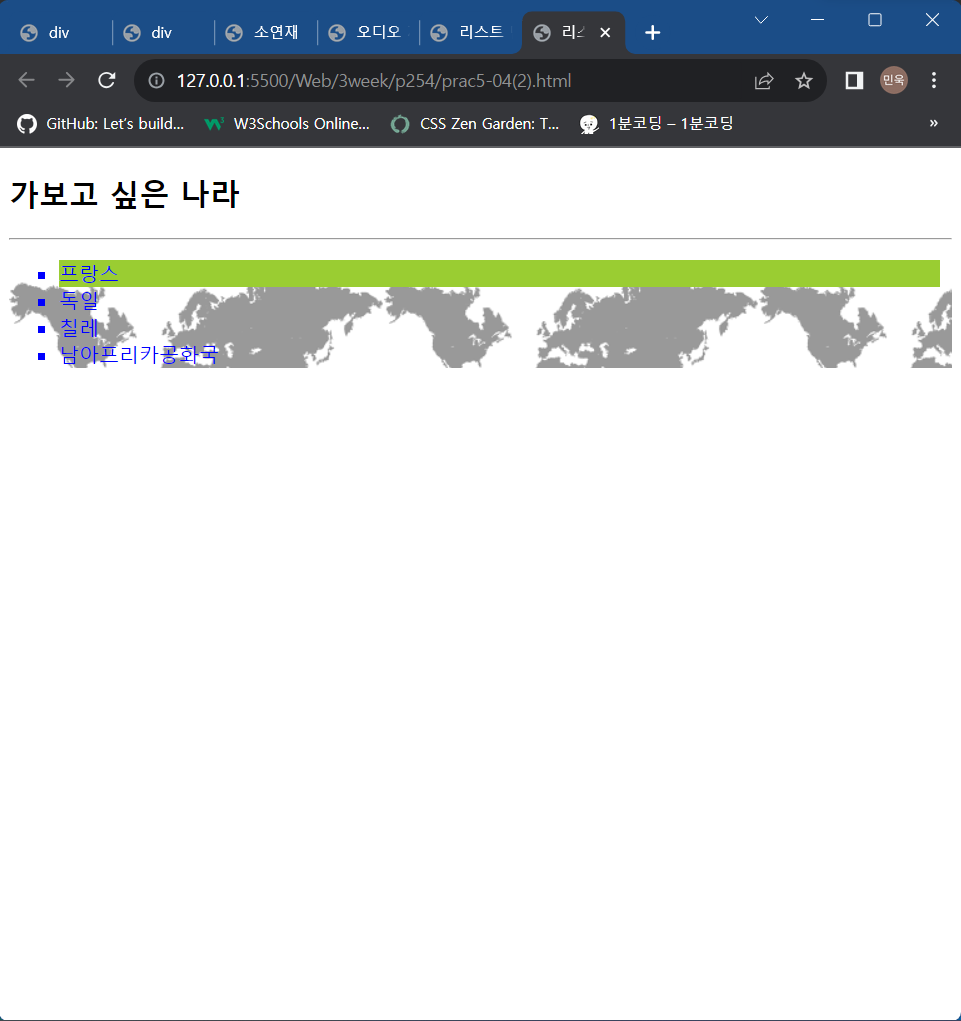 div
div
소연재
오디오
리스트
리스
127.0.0.1:5500/Web/3week/p254/prac5-04(2).html
민욱
GitHub: Let's build...
W3Schools Online...
CSS Zen Garden: T...
1분코딩 – 1분코딩
»
가보고 싶은 나라
프랑스
독일
칠레
남아프리카공화국